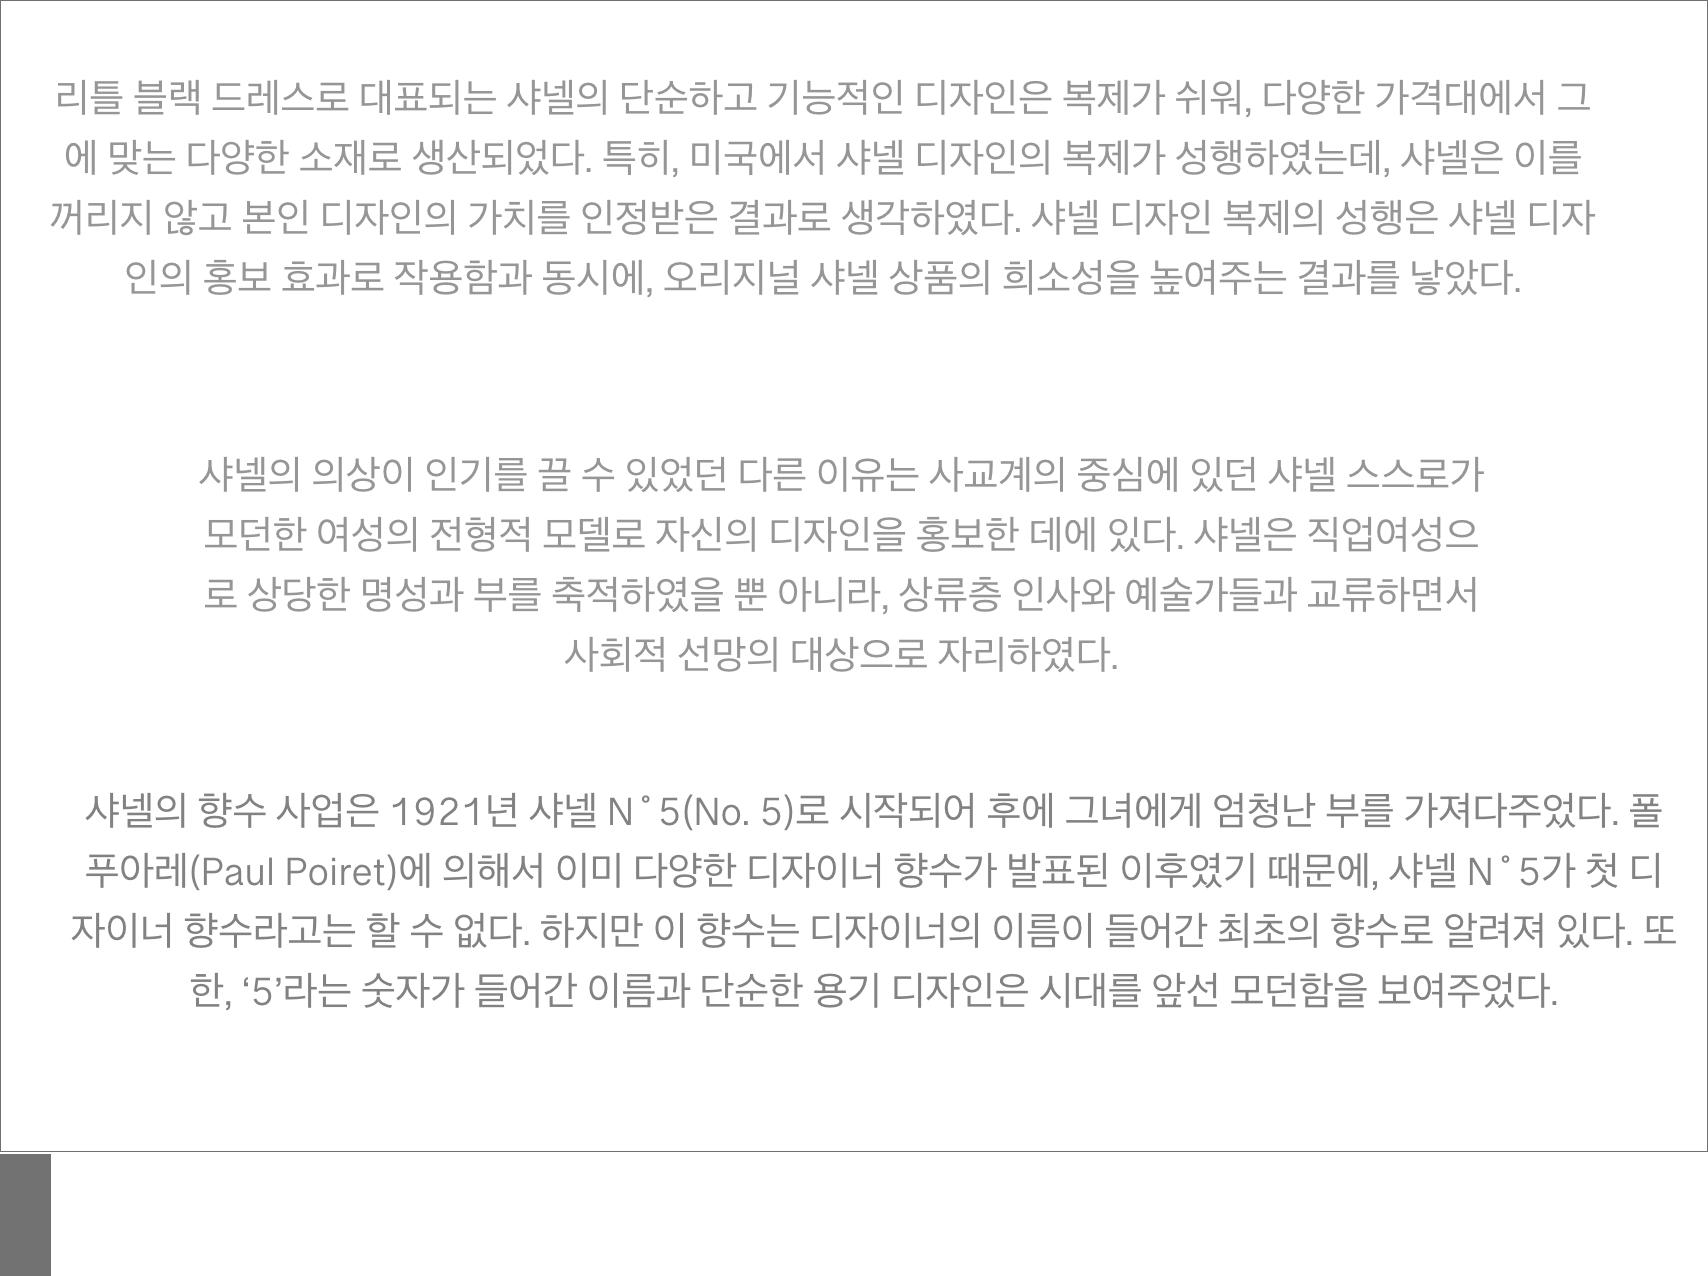 리틀 블랙 드레스로 대표되는 샤넬의 단순하고 기능적인 디자인은 복제가 쉬워, 다양한 가격대에서 그
에 맞는 다양한 소재로 생산되었다. 특히, 미국에서 샤넬 디자인의 복제가 성행하였는데, 샤넬은 이를
꺼리지 않고 본인 디자인의 가치를 인정받은 결과로 생각하였다. 샤넬 디자인 복제의 성행은 샤넬 디자
인의 홍보 효과로 작용함과 동시에, 오리지널 샤넬 상품의 희소성을 높여주는 결과를 낳았다.
샤넬의 의상이 인기를 끌 수 있었던 다른 이유는 사교계의 중심에 있던 샤넬 스스로가
모던한 여성의 전형적 모델로 자신의 디자인을 홍보한 데에 있다. 샤넬은 직업여성으
로 상당한 명성과 부를 축적하였을 뿐 아니라, 상류층 인사와 예술가들과 교류하면서
사회적 선망의 대상으로 자리하였다.
샤넬의 향수 사업은 1921년 샤넬 N˚5(No. 5)로 시작되어 후에 그녀에게 엄청난 부를 가져다주었다. 폴
푸아레(Paul Poiret)에 의해서 이미 다양한 디자이너 향수가 발표된 이후였기 때문에, 샤넬 N˚5가 첫 디
자이너 향수라고는 할 수 없다. 하지만 이 향수는 디자이너의 이름이 들어간 최초의 향수로 알려져 있다. 또
한, ‘5’라는 숫자가 들어간 이름과 단순한 용기 디자인은 시대를 앞선 모던함을 보여주었다.